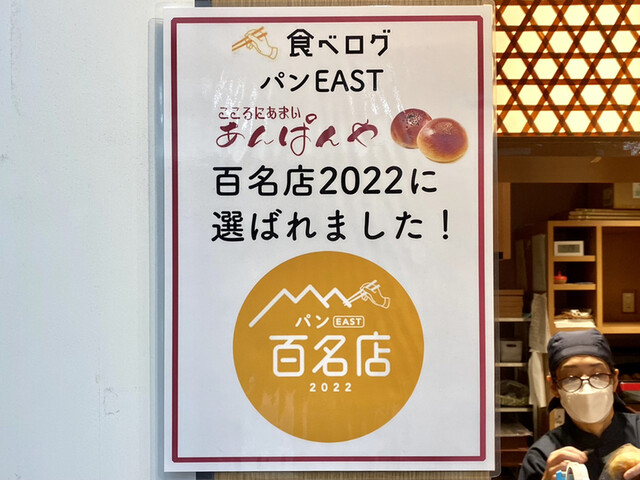 食べログ
パンEAST
こころにあまい
あんぱんや
百名店2022に
選ばれました！
パン EAST
百名店
2022